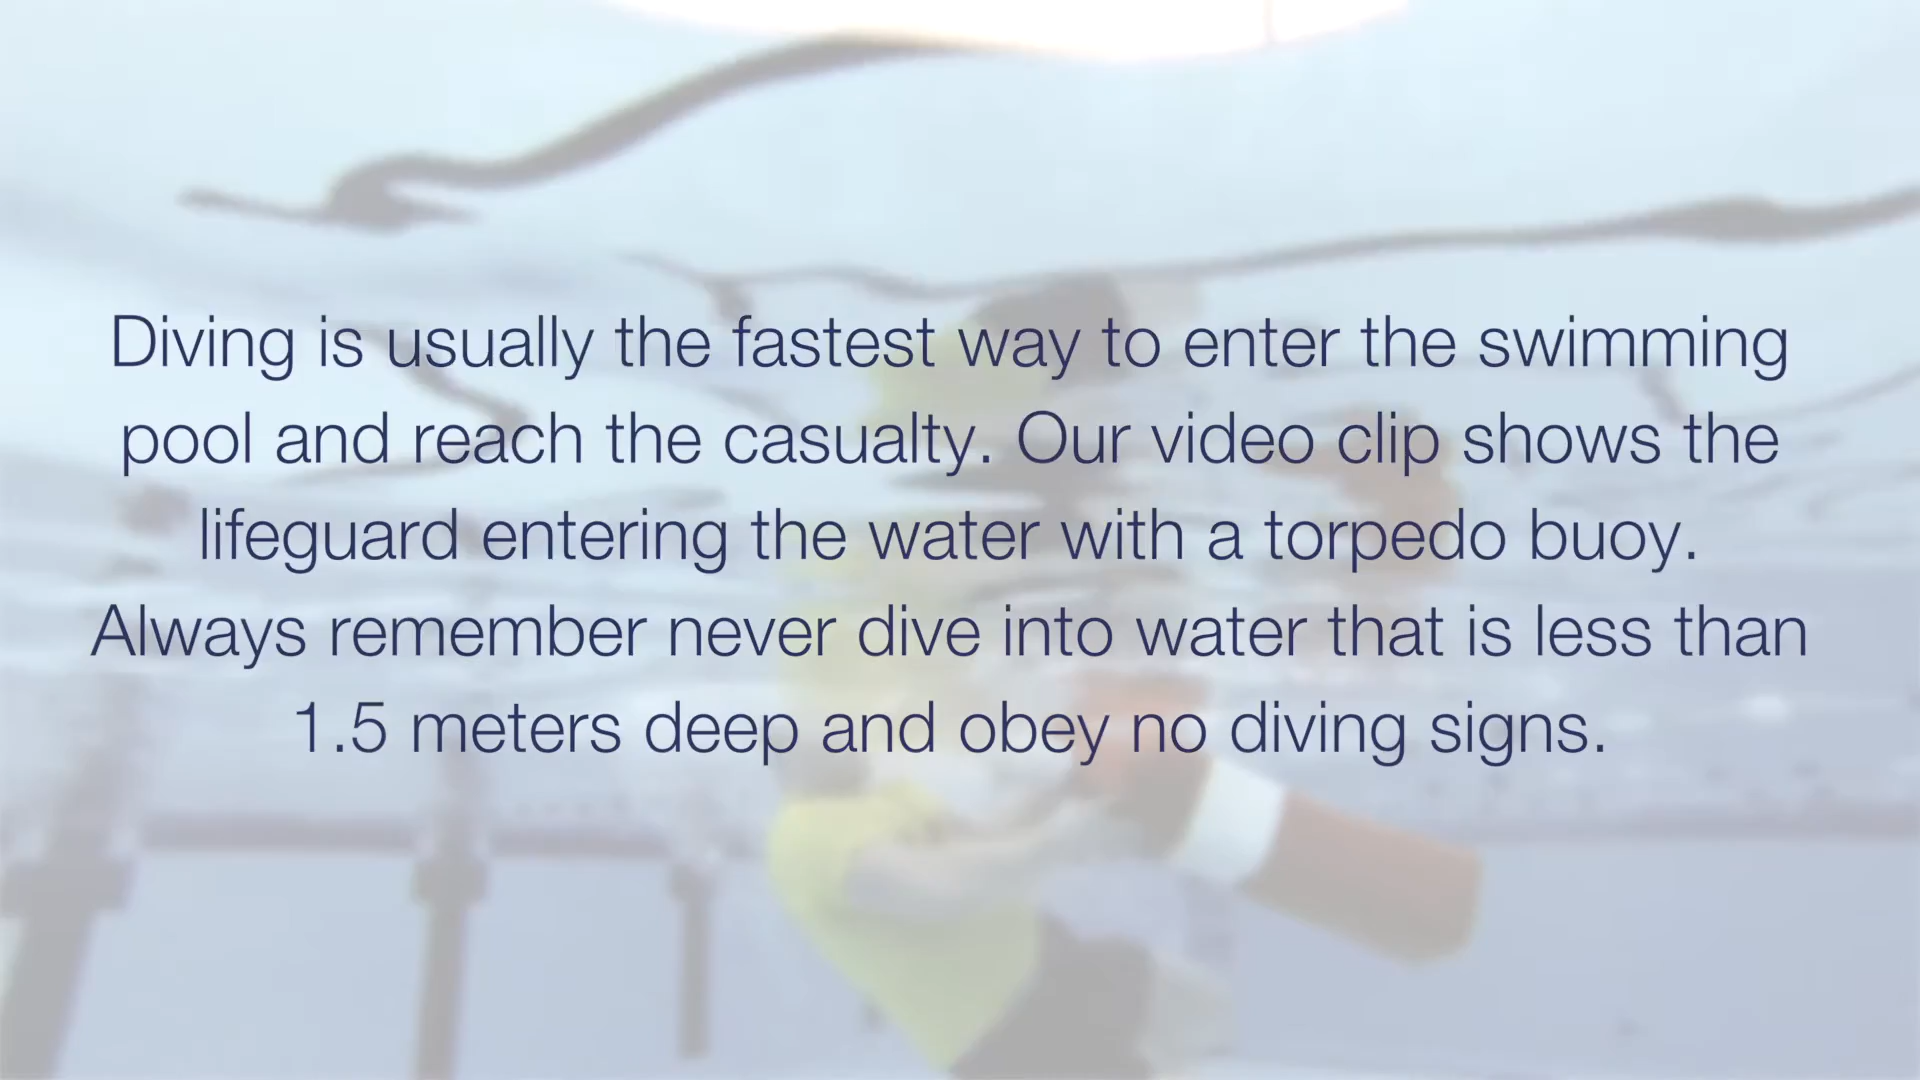 Diving is usually the fastest way to enter the swimming
pool and reach the casualty. Our video clip shows the
lifeguard entering the water with a torpedo buoy.
Always remember never dive into water that is less than
1.5 meters deep and obey no diving signs.